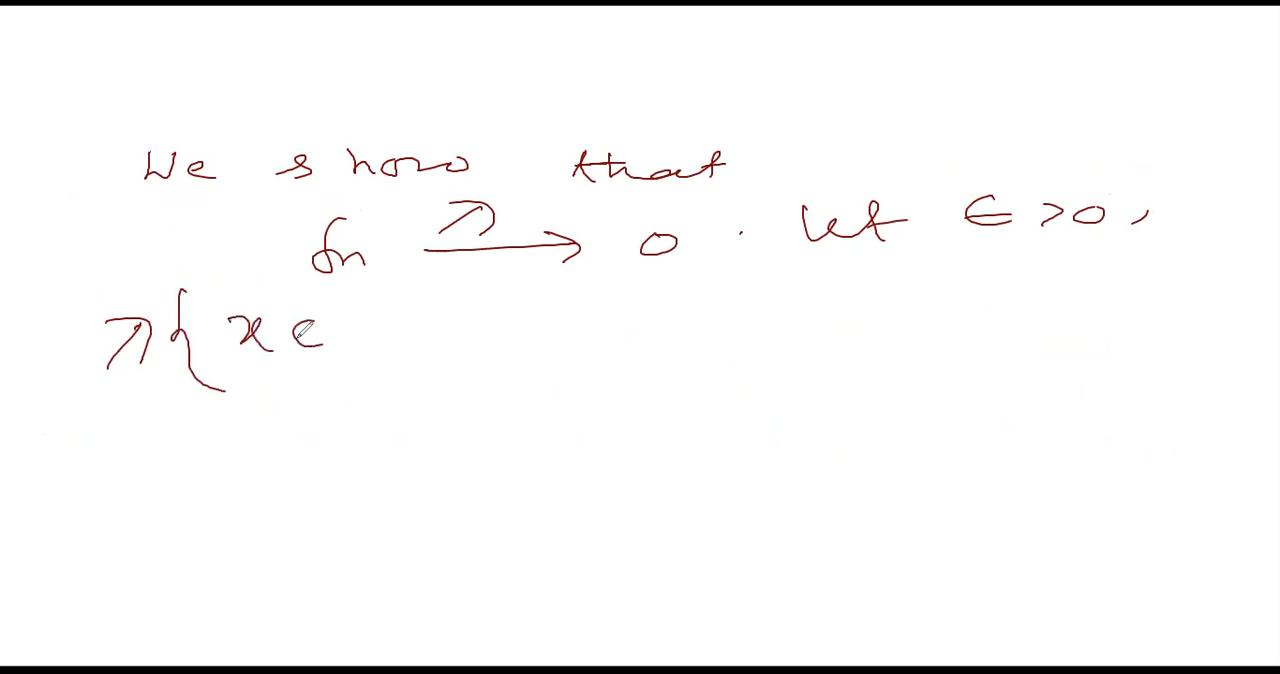 We show that
fn λ→ 0 . let ∈ >0 ,
λ{ x ∈